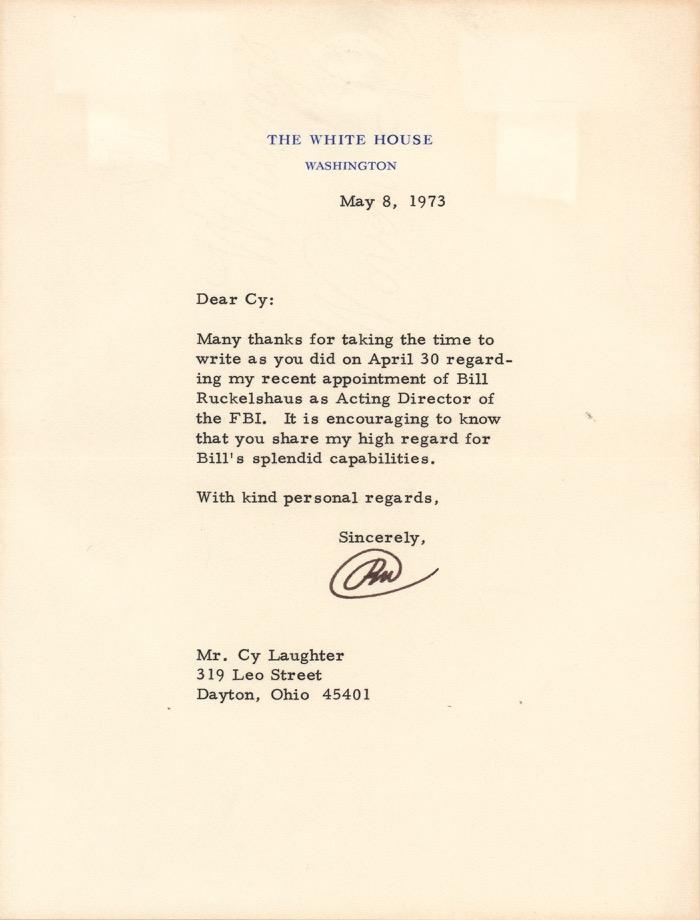 THE WHITE HOUSE
WASHINGTON
May 8, 1973
Dear Cy:
Many thanks for taking the time to
write as you did on April 30 regard-
ing my recent appointment of Bill
Ruckelshaus as Acting Director of
the FBI.  It is encouraging to know
that you share my high regard for
Bill's splendid capabilities.
With kind personal regards,
Sincerely,
RN
Mr. Cy Laughter
319 Leo Street
Dayton, Ohio  45401